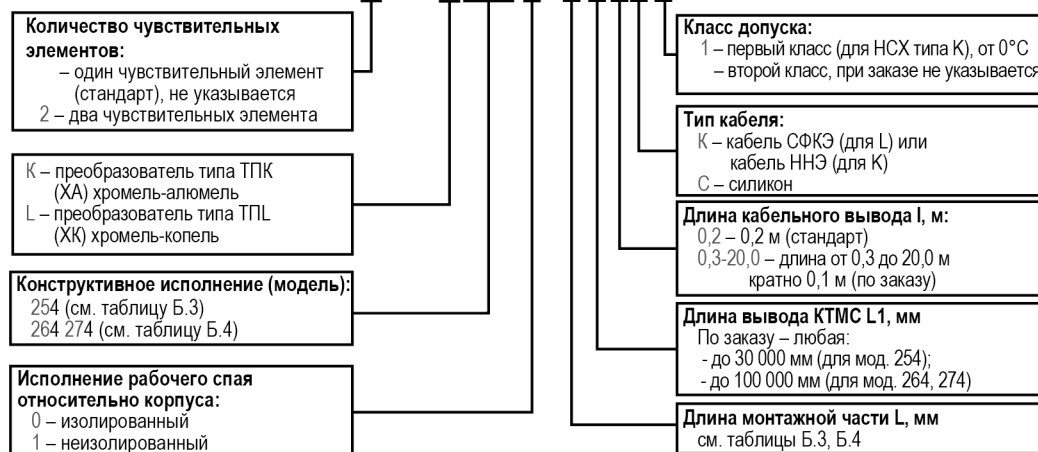 Количество чувствительных
элементов:
– один чувствительный элемент
(стандарт), не указывается
2 – два чувствительных элемента
К – преобразователь типа ТПК
(ХА) хромель-алюмель
L – преобразователь типа ТПL
(ХК) хромель-копель
Конструктивное исполнение (модель):
254 (см. таблицу Б.3)
264 274 (см. таблицу Б.4)
Исполнение рабочего спая
относительно корпуса:
0 – изолированный
1 – неизолированный
Класс допуска:
1 – первый класс (для НСХ типа К), от 0°С
– второй класс, при заказе не указывается
Тип кабеля:
К – кабель СФКЭ (для L) или
кабель ННЭ (для К)
С – силикон
Длина кабельного вывода l, м:
0,2 – 0,2 м (стандарт)
0,3-20,0 – длина от 0,3 до 20,0 м
кратно 0,1 м (по заказу)
Длина вывода КТМС L1, мм
По заказу – любая:
- до 30 000 мм (для мод. 254);
- до 100 000 мм (для мод. 264, 274)
Длина монтажной части L, мм
см. таблицы Б.3, Б.4